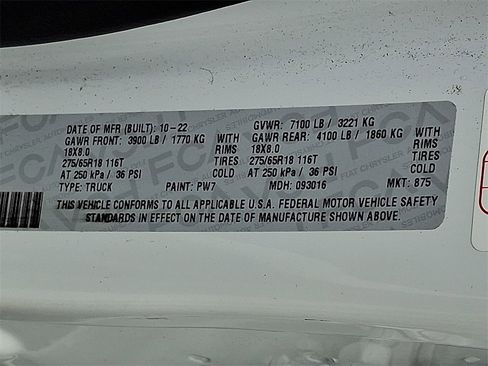 DATE OF MFR (BUILT): 10-22 GVWR: 7100 LB / 3221 KG
GAWR FRONT: 3900 LB / 1770 KG WITH GAWR REAR: 4100 LB / 1860 KG WITH
18X8.0 RIMS 18X8.0 RIMS
275/65R18 116T TIRES 275/65R18 116T TIRES
AT 250 kPa / 36 PSI COLD AT 250 kPa / 36 PSI COLD
TYPE: TRUCK PAINT: PW7 MDH: 093016 MKT: 875
THIS VEHICLE CONFORMS TO ALL APPLICABLE U.S.A. FEDERAL MOTOR VEHICLE SAFETY
STANDARDS IN EFFECT ON THE DATE OF MANUFACTURE SHOWN ABOVE.